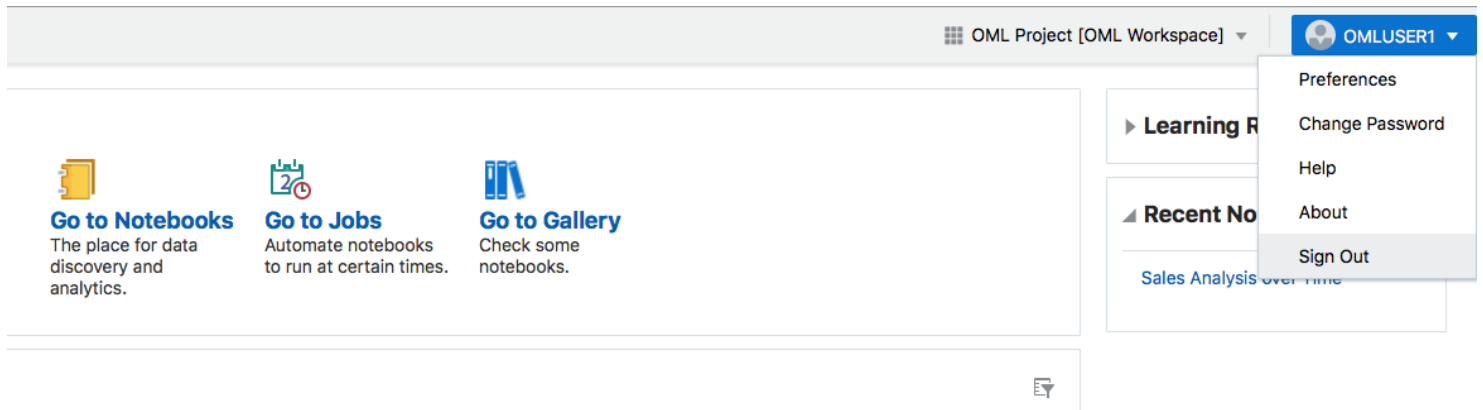 OML Project [OML Workspace]
OMLUSER1
Preferences
Change Password
Help
About
Sign Out
Go to Notebooks
The place for data
discovery and
analytics.
Go to Jobs
Automate notebooks
to run at certain times.
Go to Gallery
Check some
notebooks.
Learning R
Recent No
Sales Analysis over Time